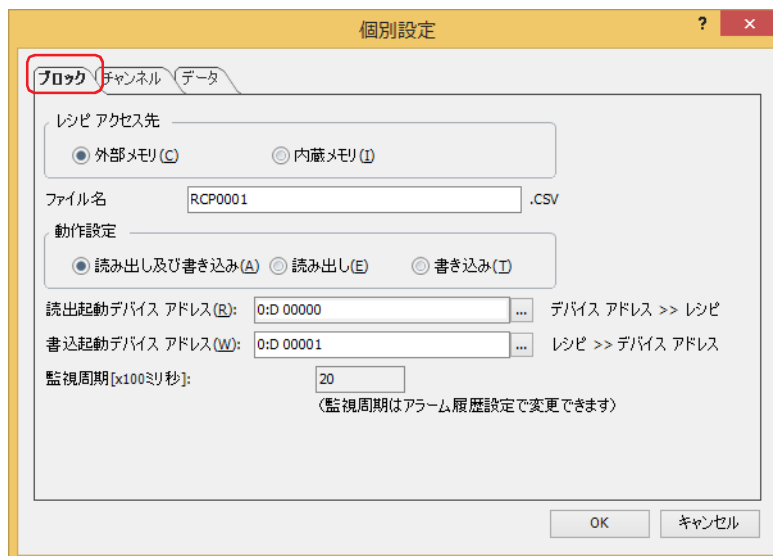 個別設定 ? ×
ブロック チャンネル データ
レシピ アクセス先
外部メモリ(C) 内蔵メモリ(I)
ファイル名 RCP0001 .CSV
動作設定
読み出し及び書き込み(A) 読み出し(E) 書き込み(T)
読出起動デバイス アドレス(R): 0:D 00000 ... デバイス アドレス >> レシピ
書込起動デバイス アドレス(W): 0:D 00001 ... レシピ >> デバイス アドレス
監視周期[x100ミリ秒]: 20
(監視周期はアラーム履歴設定で変更できます)
OK キャンセル